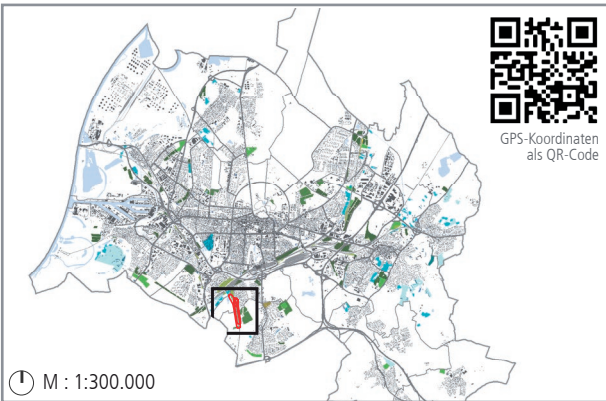 GPS-Koordinaten
als QR-Code
M : 1:300.000